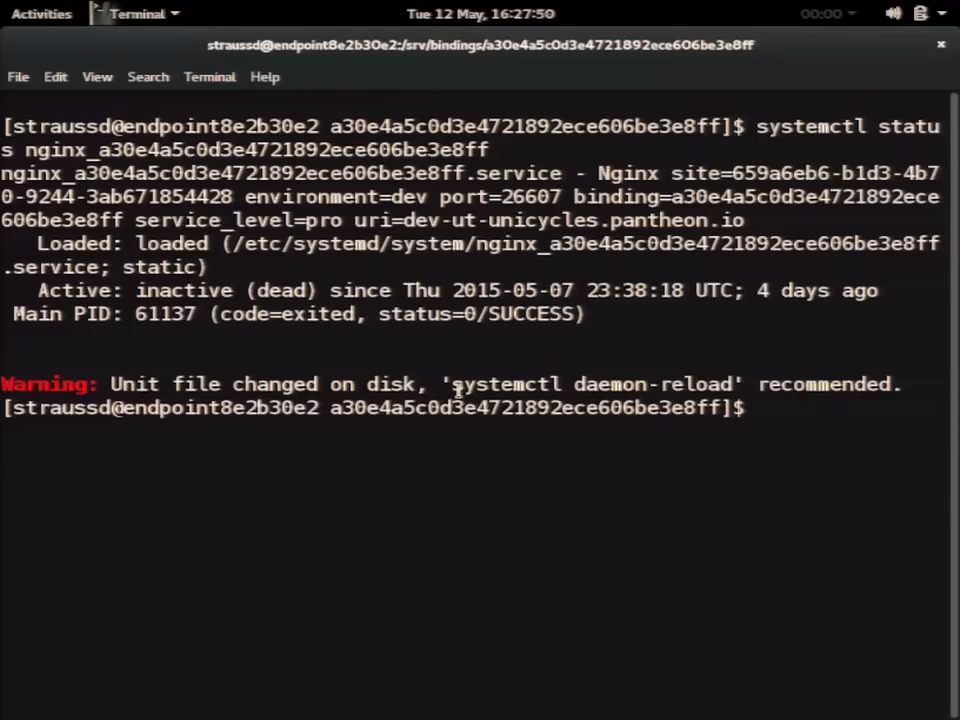 Activities Terminal Tue 12 May, 16:27:50 00:00
straussd@endpoint8e2b30e2:/srv/bindings/a30e4a5c0d3e4721892ece606be3e8ff ×
File Edit View Search Terminal Help
[straussd@endpoint8e2b30e2 a30e4a5c0d3e4721892ece606be3e8ff]$ systemctl statu
s nginx_a30e4a5c0d3e4721892ece606be3e8ff
nginx_a30e4a5c0d3e4721892ece606be3e8ff.service - Nginx site=659a6eb6-b1d3-4b7
0-9244-3ab671854428 environment=dev port=26607 binding=a30e4a5c0d3e4721892ece
606be3e8ff service_level=pro uri=dev-ut-unicycles.pantheon.io
Loaded: loaded (/etc/systemd/system/nginx_a30e4a5c0d3e4721892ece606be3e8ff
.service; static)
Active: inactive (dead) since Thu 2015-05-07 23:38:18 UTC; 4 days ago
Main PID: 61137 (code=exited, status=0/SUCCESS)
Warning: Unit file changed on disk, 'systemctl daemon-reload' recommended.
[straussd@endpoint8e2b30e2 a30e4a5c0d3e4721892ece606be3e8ff]$